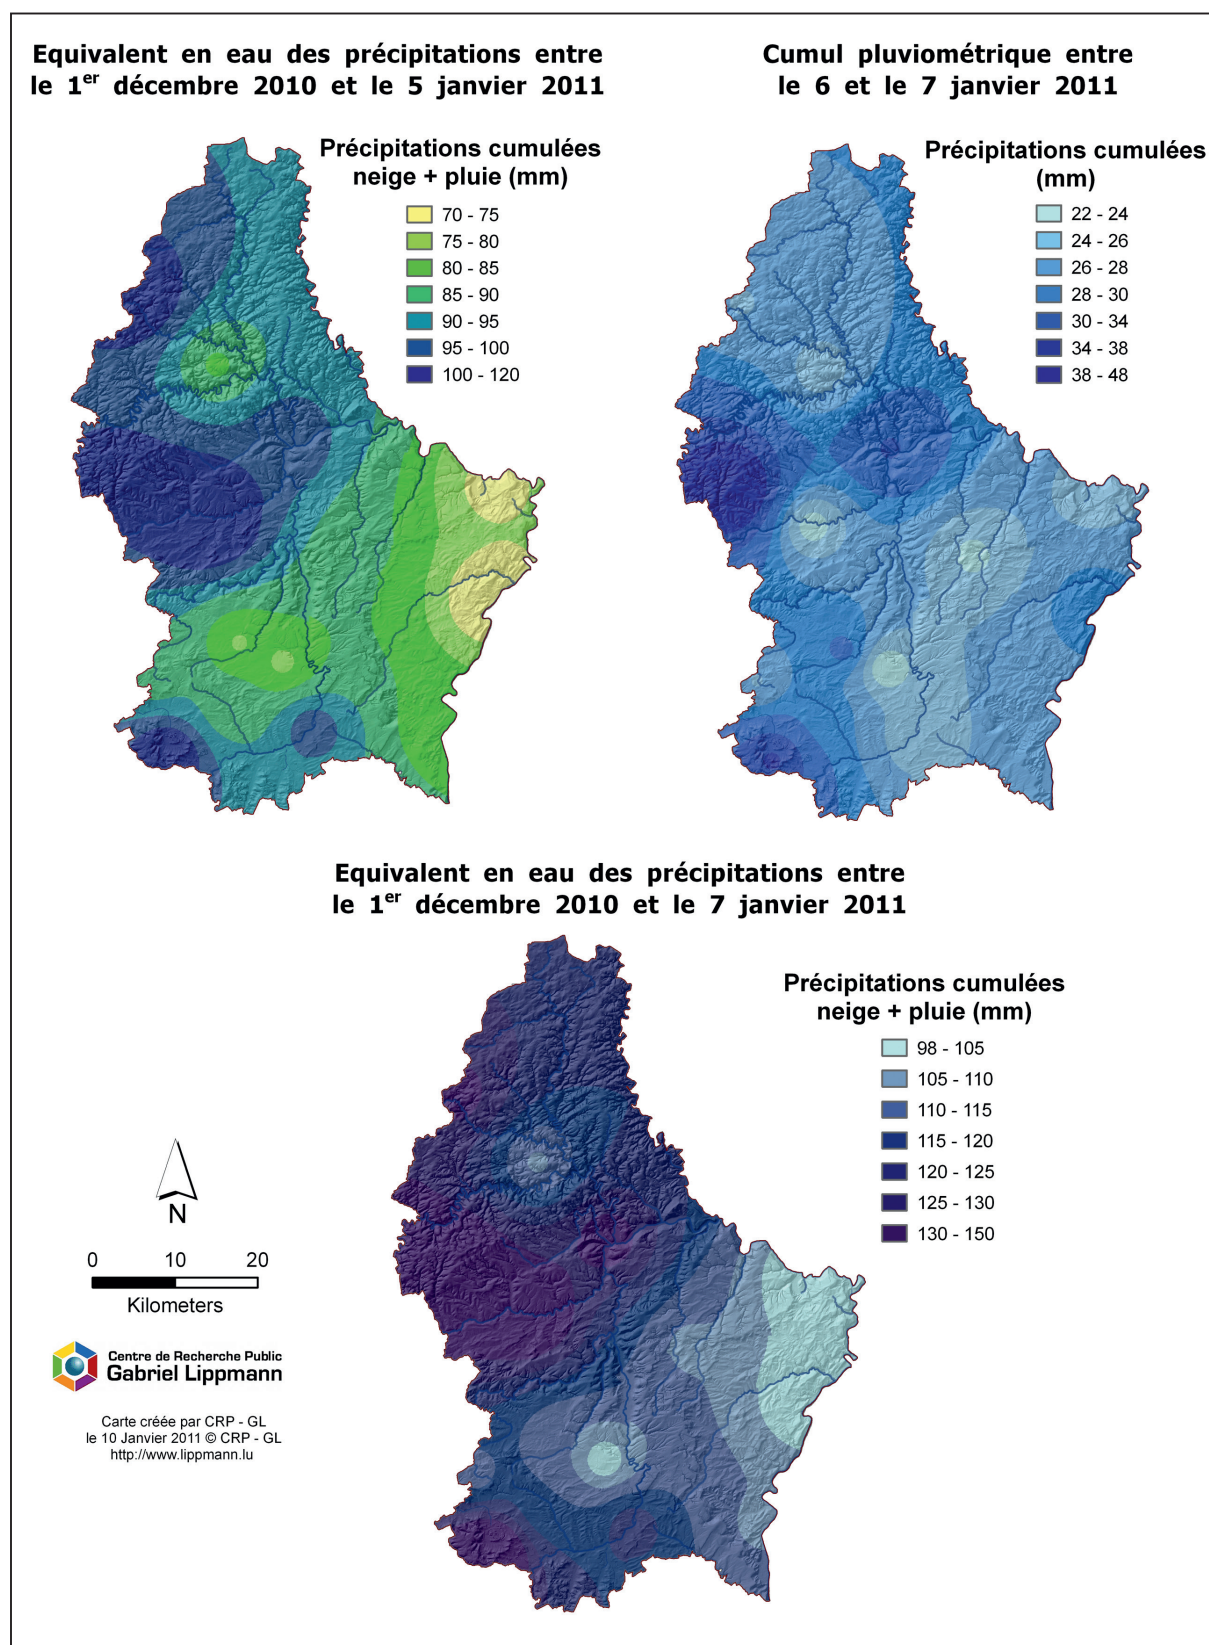 Equivalent en eau des précipitations entre
le 1er décembre 2010 et le 5 janvier 2011
Précipitations cumulées
neige + pluie (mm)
70 - 75
75 - 80
80 - 85
85 - 90
90 - 95
95 - 100
100 - 120
Cumul pluviométrique entre
le 6 et le 7 janvier 2011
Précipitations cumulées
(mm)
22 - 24
24 - 26
26 - 28
28 - 30
30 - 34
34 - 38
38 - 48
Equivalent en eau des précipitations entre
le 1er décembre 2010 et le 7 janvier 2011
Précipitations cumulées
neige + pluie (mm)
98 - 105
105 - 110
110 - 115
115 - 120
120 - 125
125 - 130
130 - 150
N
0 10 20
Kilometers
Centre de Recherche Public
Gabriel Lippmann
Carte créée par CRP - GL
le 10 Janvier 2011 © CRP - GL
http://www.lippmann.lu